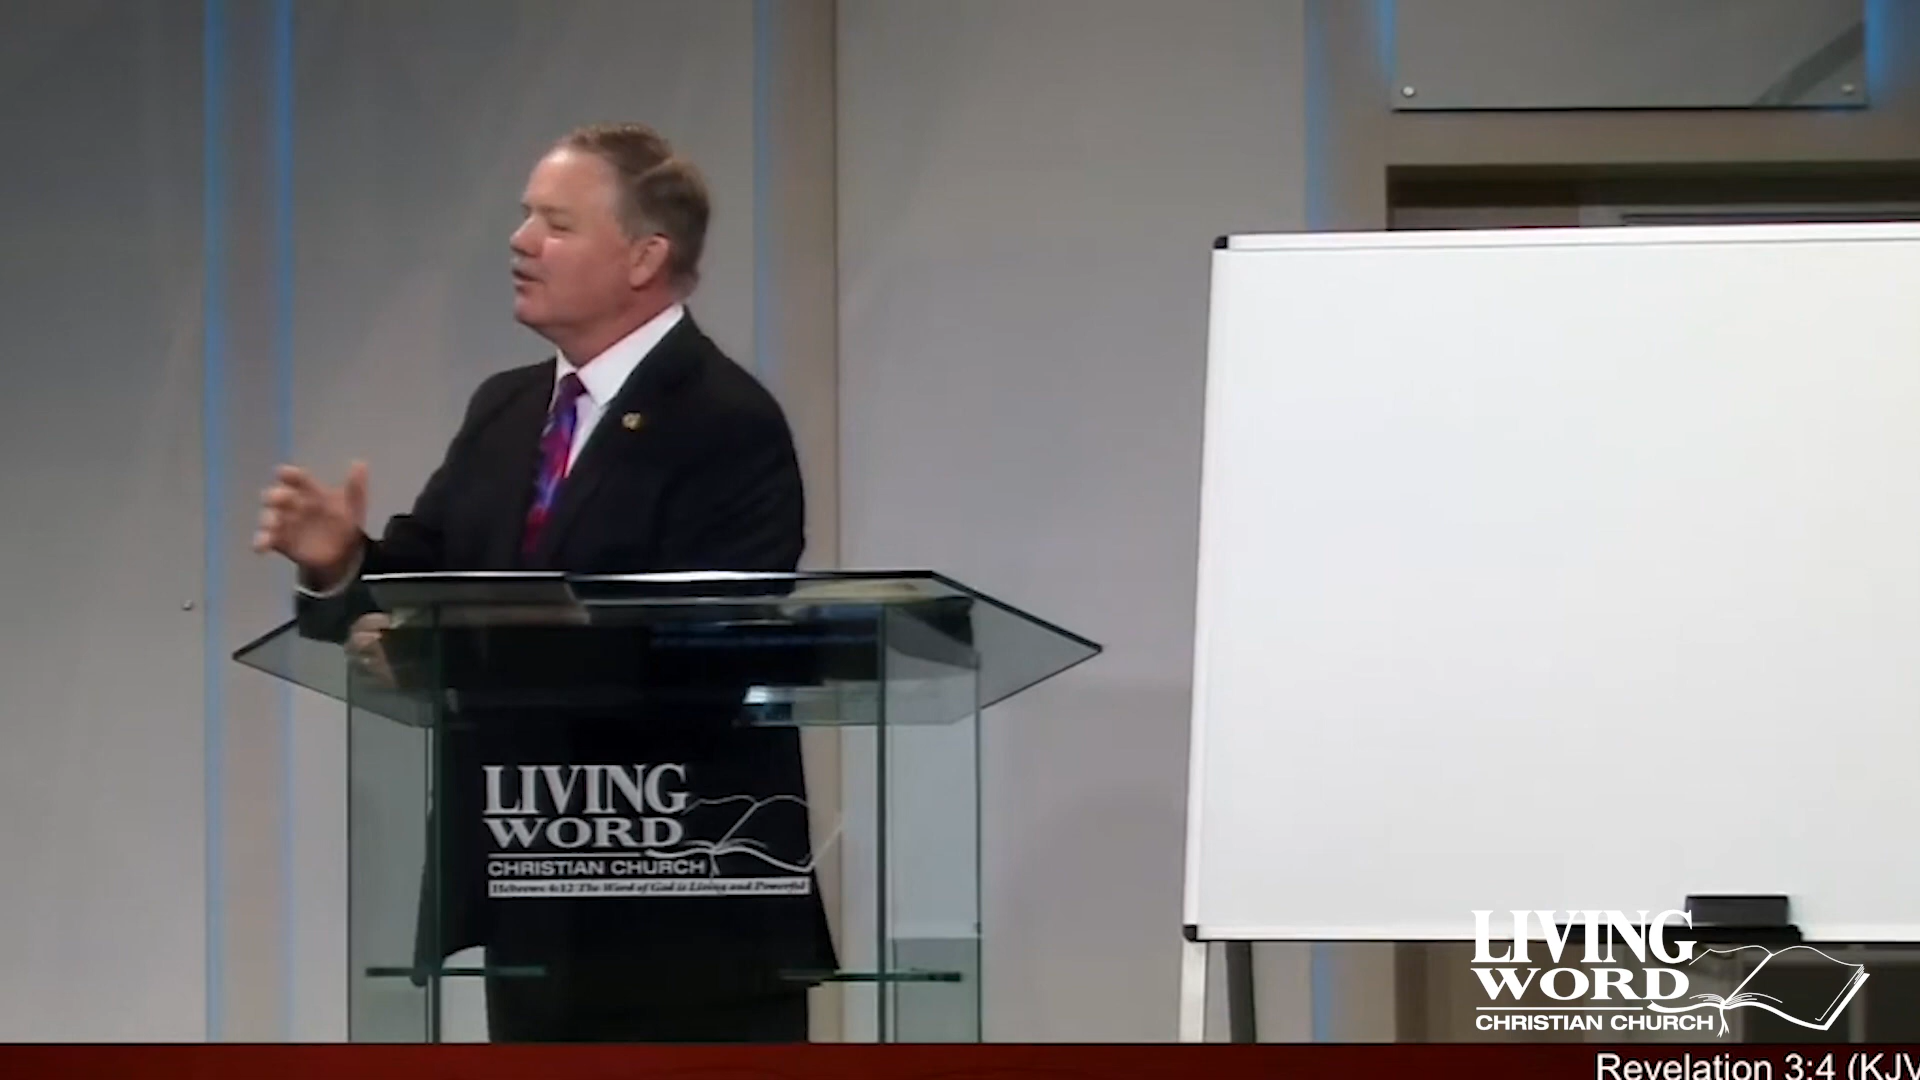 LIVING
WORD
CHRISTIAN CHURCH
Hebrews 4:12 The Word of God is Living and Powerful
LIVING
WORD
CHRISTIAN CHURCH
Revelation 3:4 (KJV